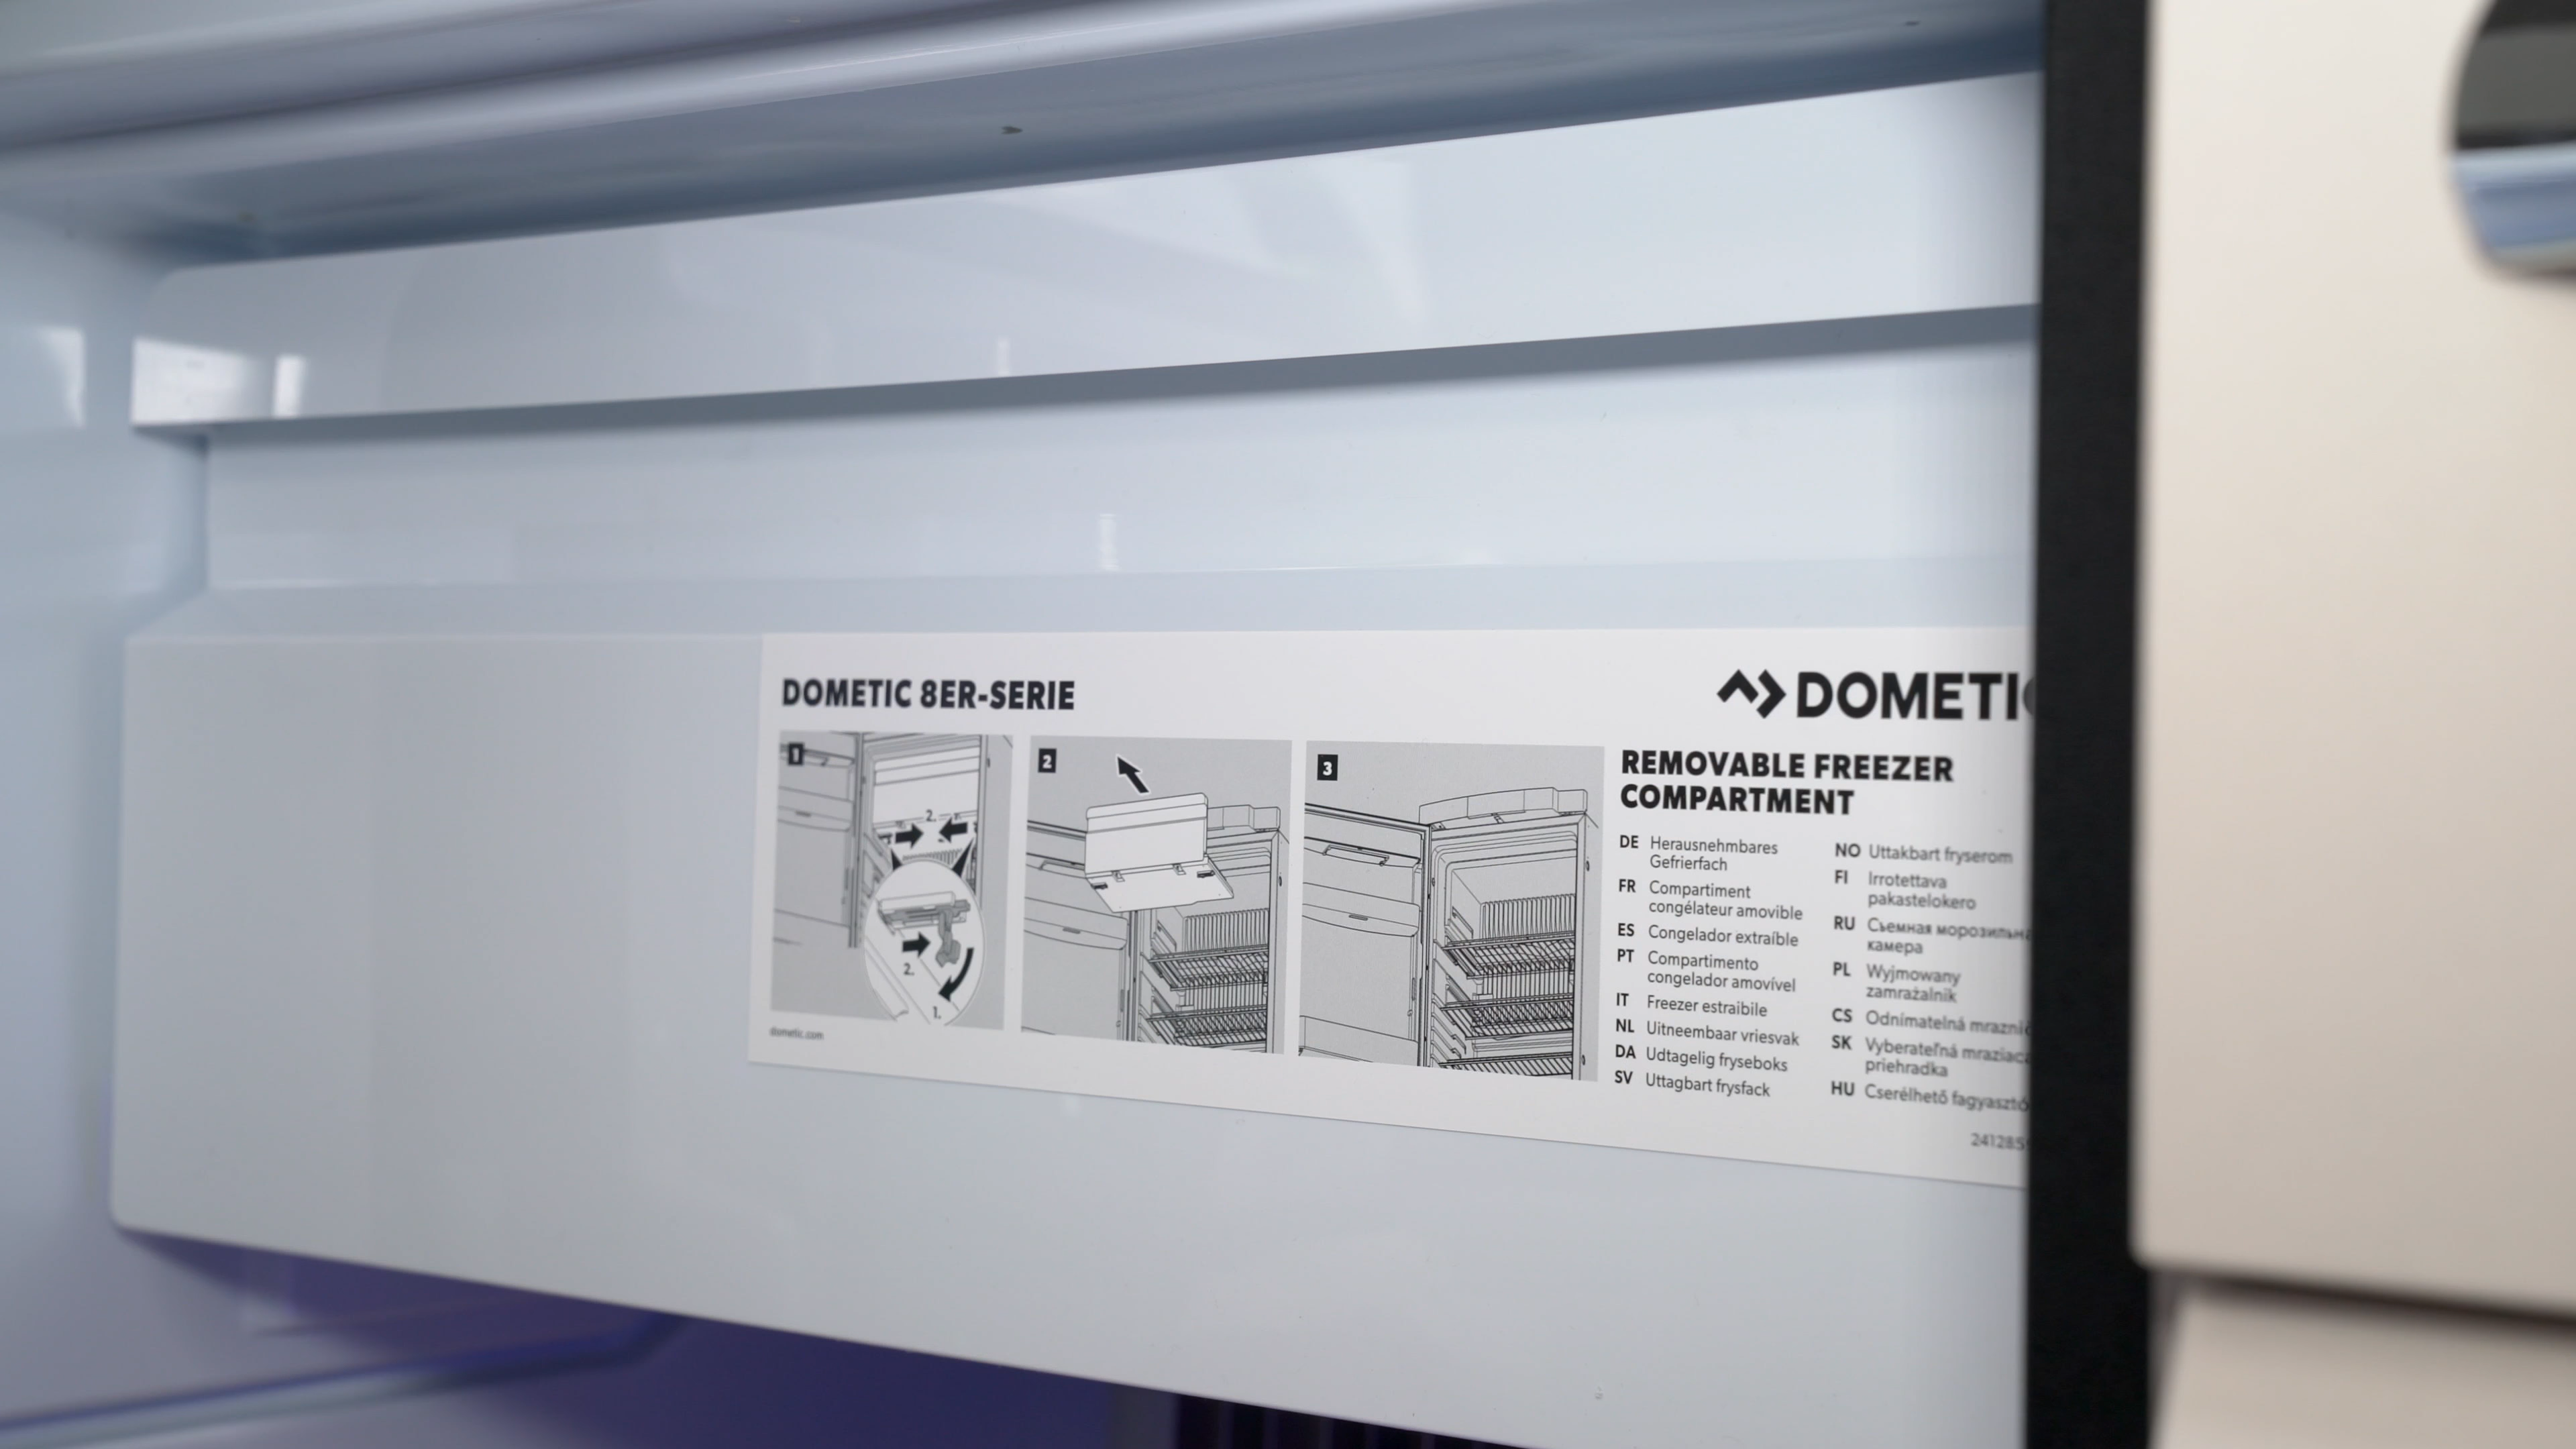 DOMETIC 8ER-SERIE
DOMETIC
1
2.
2.
1.
2
3
dometic.com
REMOVABLE FREEZER
COMPARTMENT
DE Herausnehmbares
Gefrierfach
FR Compartiment
congélateur amovible
ES Congelador extraíble
PT Compartimento
congelador amovível
IT Freezer estraibile
NL Uitneembaar vriesvak
DA Udtagelig fryseboks
SV Uttagbart frysfack
NO Uttakbart fryserom
FI Irrotettava
pakastelokero
RU Съемная
камера
PL Wyjmowany
zamrażalnik
CS Odnímatelná
SK Vyberateľná
priehradka
HU Cserélhető